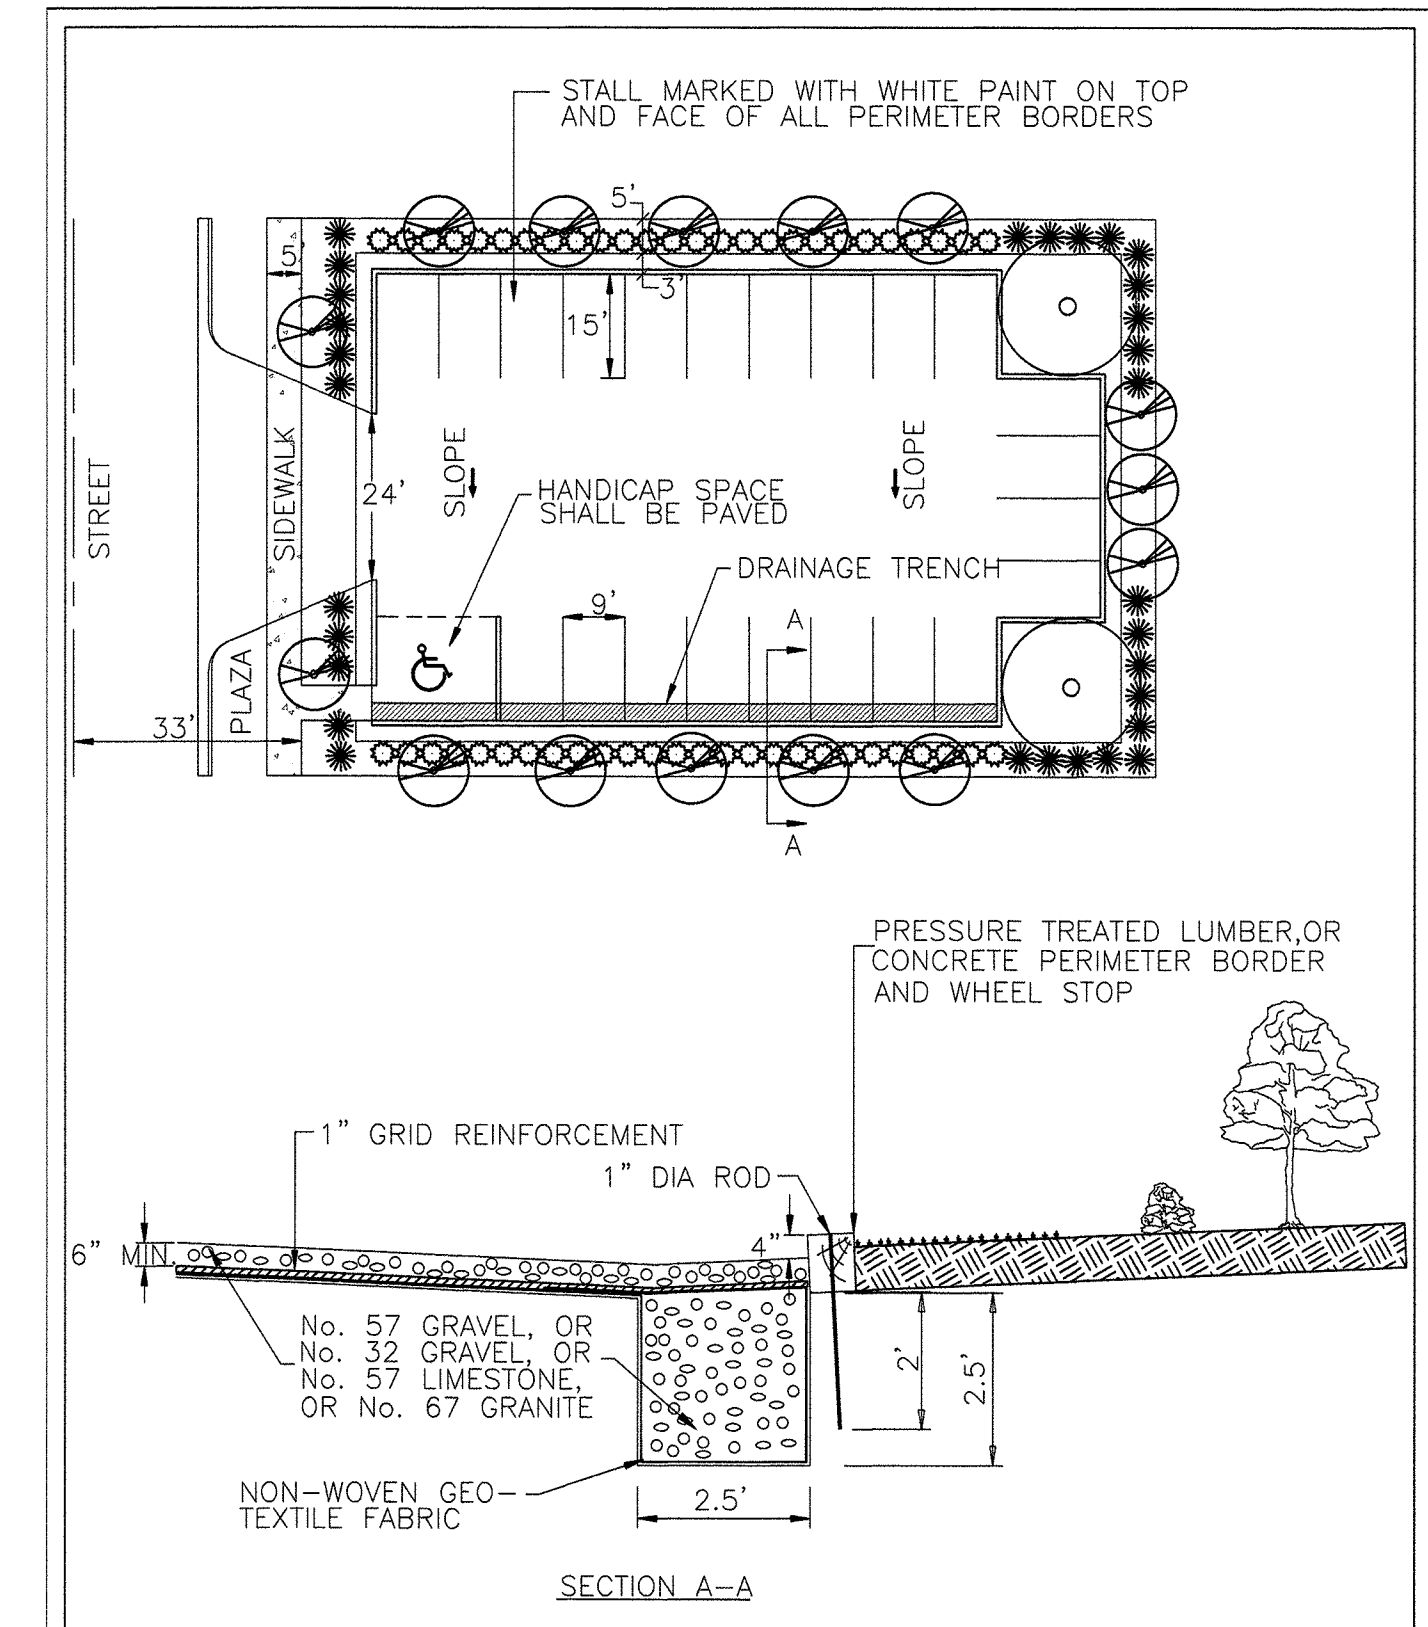 STALL MARKED WITH WHITE PAINT ON TOP
AND FACE OF ALL PERIMETER BORDERS
5'
5'
3'
15'
STREET
SIDEWALK
24'
SLOPE
SLOPE
HANDICAP SPACE
SHALL BE PAVED
DRAINAGE TRENCH
9'
A
PLAZA
33'
A
PRESSURE TREATED LUMBER,OR
CONCRETE PERIMETER BORDER
AND WHEEL STOP
1" GRID REINFORCEMENT
1" DIA ROD
6" MIN.
4"
No. 57 GRAVEL, OR
No. 32 GRAVEL, OR
No. 57 LIMESTONE,
OR No. 67 GRANITE
2'
2.5'
NON-WOVEN GEO-
TEXTILE FABRIC
2.5'
SECTION A-A